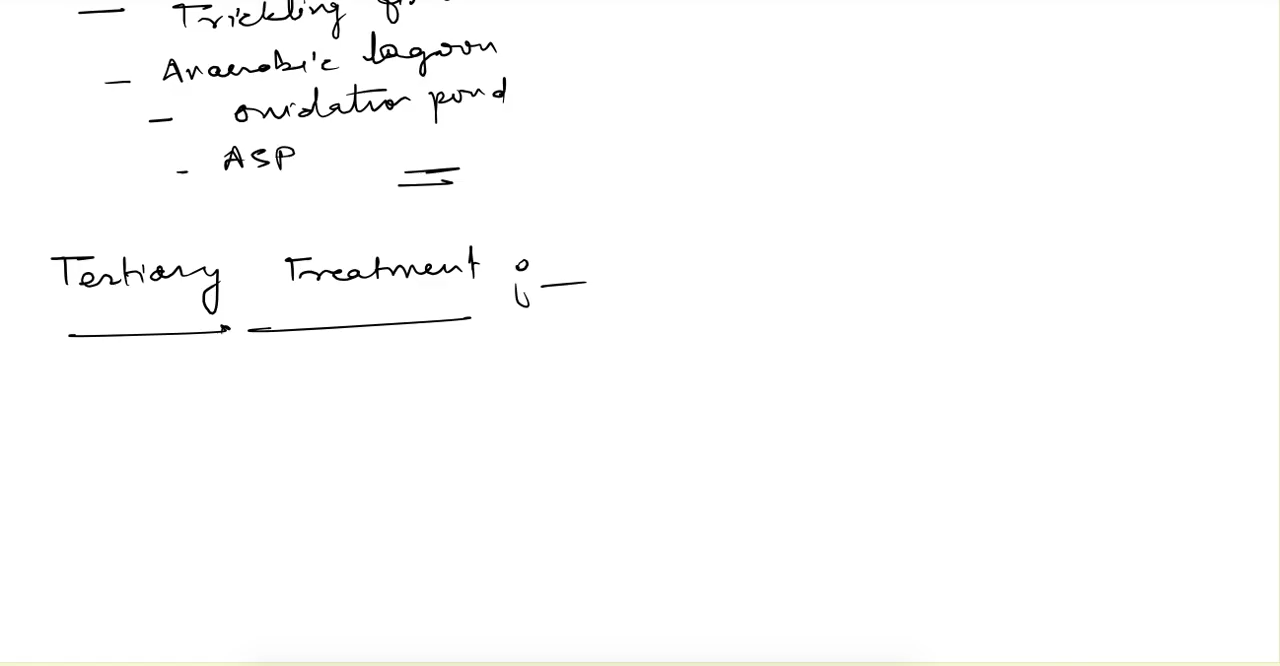 — Trickling
— Anaerobic lagoon
— oxidation pond
- ASP
Tertiary Treatment :—